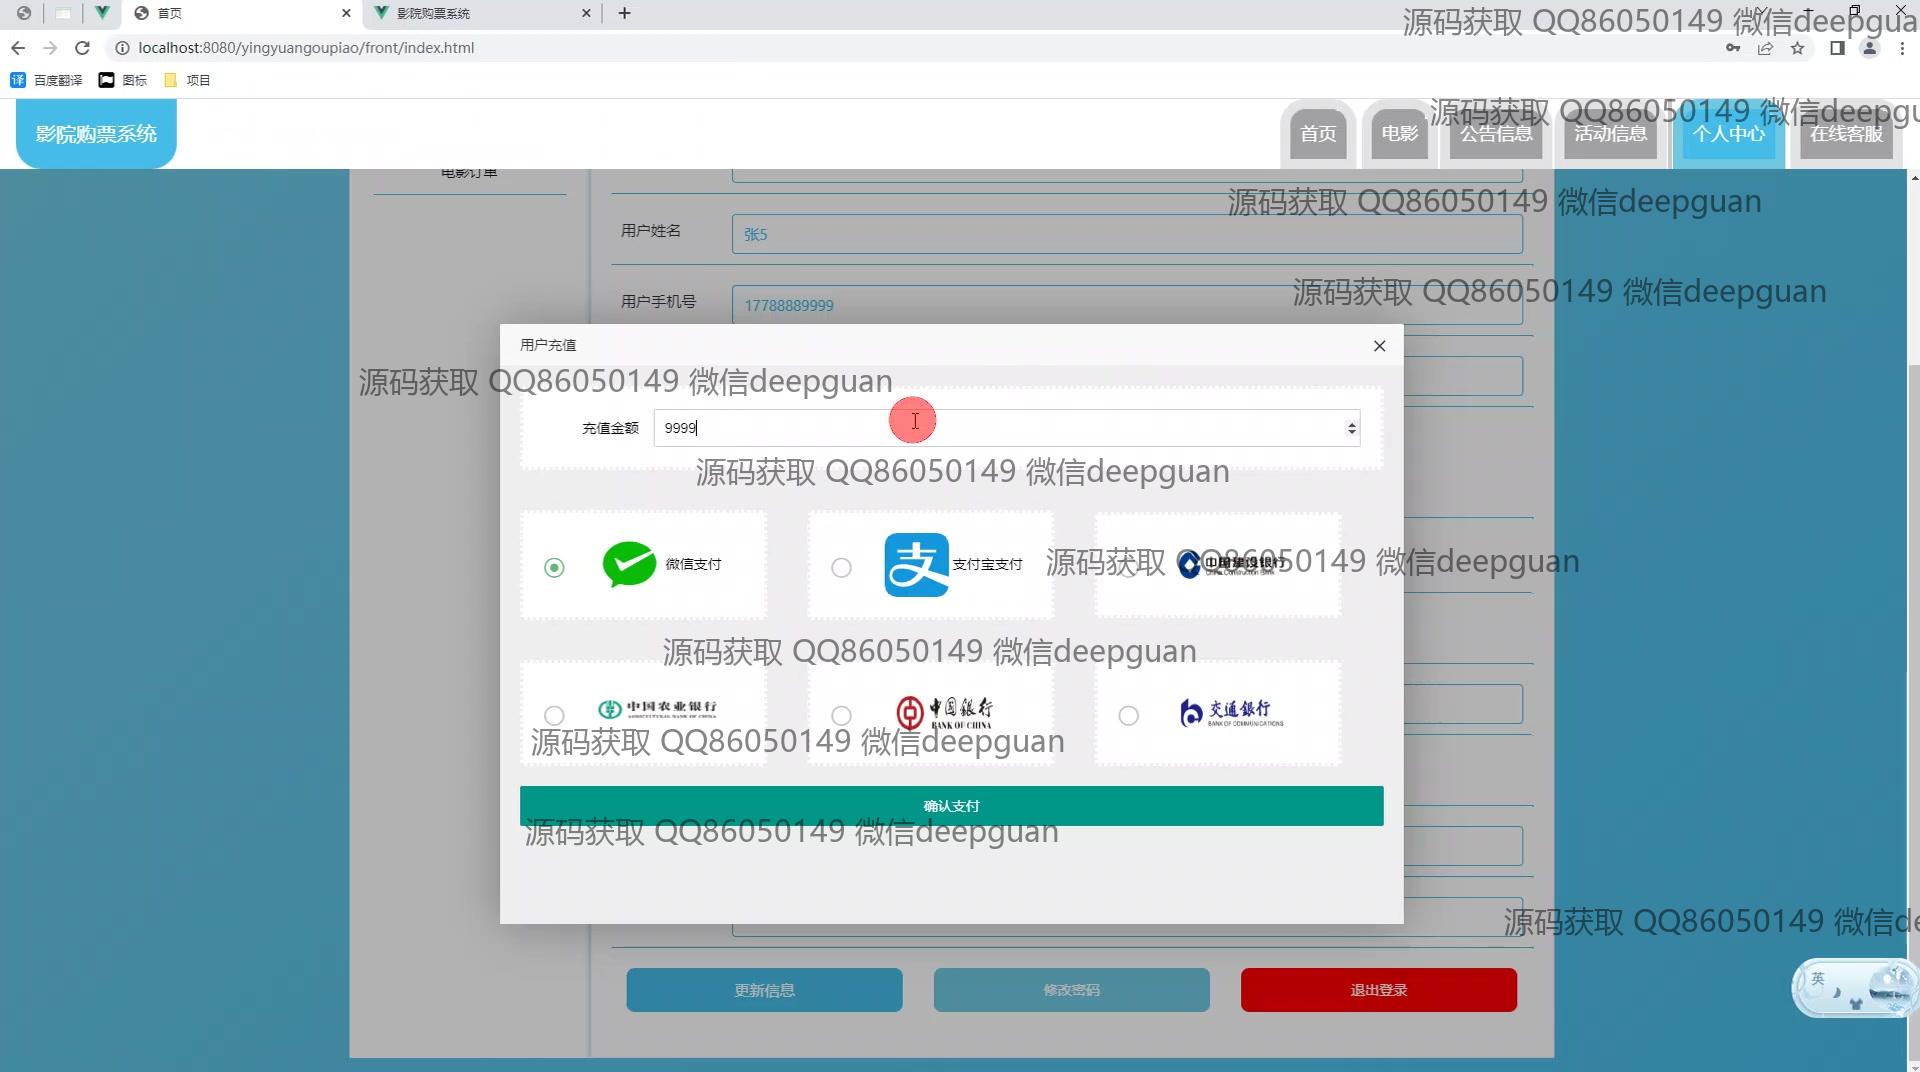 首页
影院购票系统
源码获取 QQ86050149 微信deepgua
localhost:8080/yingyuangoupiao/front/index.html
译 百度翻译 图标 项目
影院购票系统
首页 电影 公告信息 活动信息 个人中心 在线客服
源码获取 QQ86050149 微信deepgu
电影订单
源码获取 QQ86050149 微信deepguan
用户姓名
张5
源码获取 QQ86050149 微信deepguan
用户手机号
17788889999
用户充值
源码获取 QQ86050149 微信deepguan
充值金额
9999
源码获取 QQ86050149 微信deepguan
微信支付
支 支付宝支付
中国建设银行
China Construction Bank
源码获取 QQ86050149 微信deepguan
源码获取 QQ86050149 微信deepguan
中国农业银行
AGRICULTURAL BANK OF CHINA
中国银行
BANK OF CHINA
交通银行
BANK OF COMMUNICATIONS
源码获取 QQ86050149 微信deepguan
确认支付
源码获取 QQ86050149 微信deepguan
源码获取 QQ86050149 微信de
英
更新信息
修改密码
退出登录